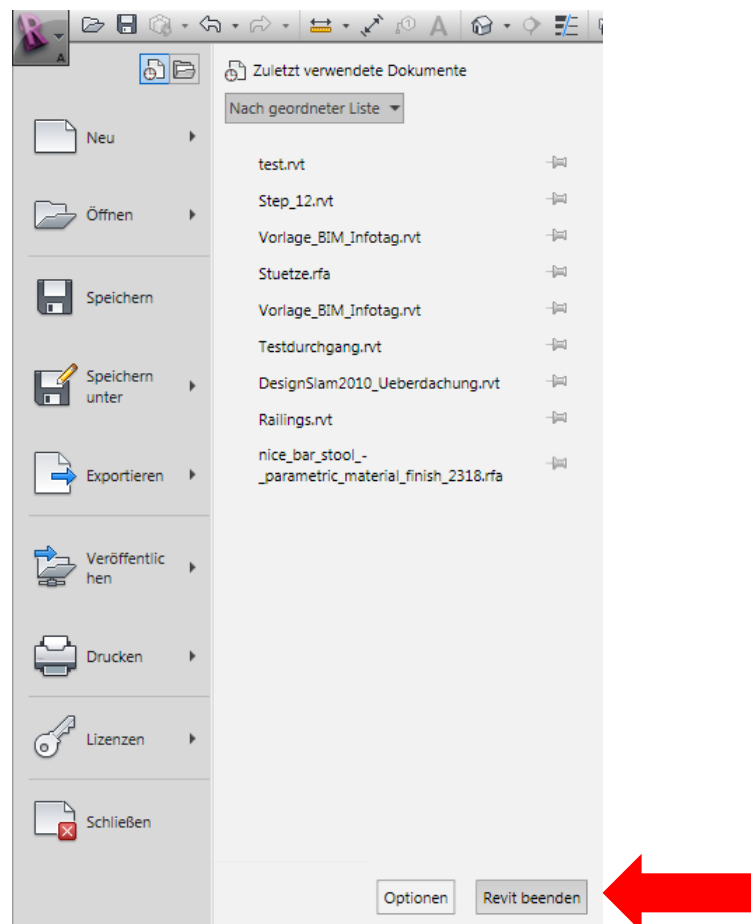 R
A
A
Zuletzt verwendete Dokumente
Nach geordneter Liste
Neu
Öffnen
Speichern
Speichern
unter
Exportieren
Veröffentlic
hen
Drucken
Lizenzen
Schließen
test.rvt
Step_12.rvt
Vorlage_BIM_Infotag.rvt
Stuetze.rfa
Vorlage_BIM_Infotag.rvt
Testdurchgang.rvt
DesignSlam2010_Ueberdachung.rvt
Railings.rvt
nice_bar_stool_-
_parametric_material_finish_2318.rfa
Optionen
Revit beenden